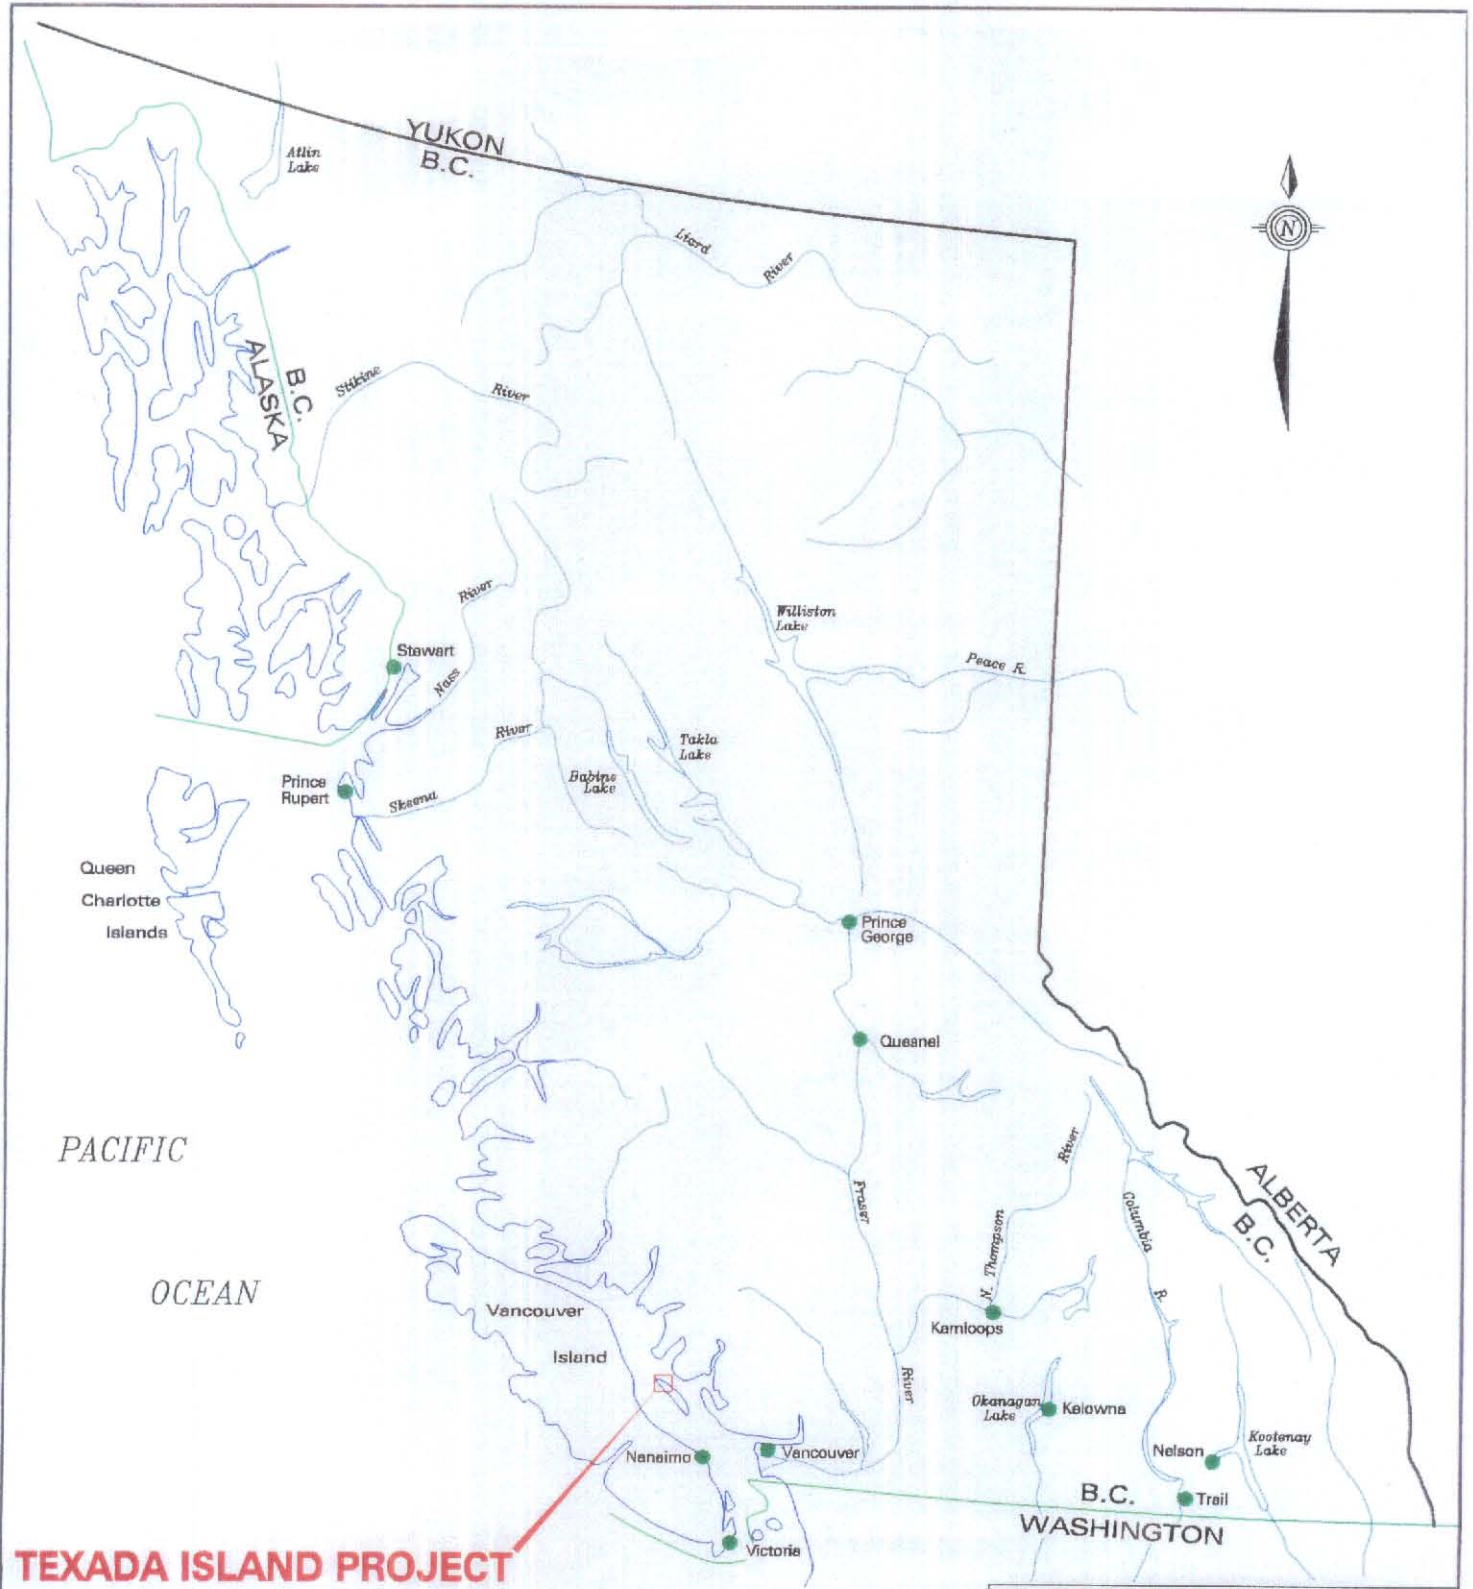 YUKON
B.C.
Atlin
Lake
N
Liard
River
B.C.
ALASKA
Stikine
River
River
Nass
Stewart
Williston
Lake
Peace R.
River
Skeena
Takla
Lake
Babine
Lake
Prince
Rupert
Queen
Charlotte
Islands
Prince
George
Quesnel
PACIFIC
OCEAN
River
N. Thompson
Fraser
River
Columbia
R.
ALBERTA
B.C.
Vancouver
Island
Kamloops
Okanagan
Lake
Kelowna
Nanaimo
Vancouver
Nelson
Kootenay
Lake
Trail
B.C.
WASHINGTON
Victoria
TEXADA ISLAND PROJECT